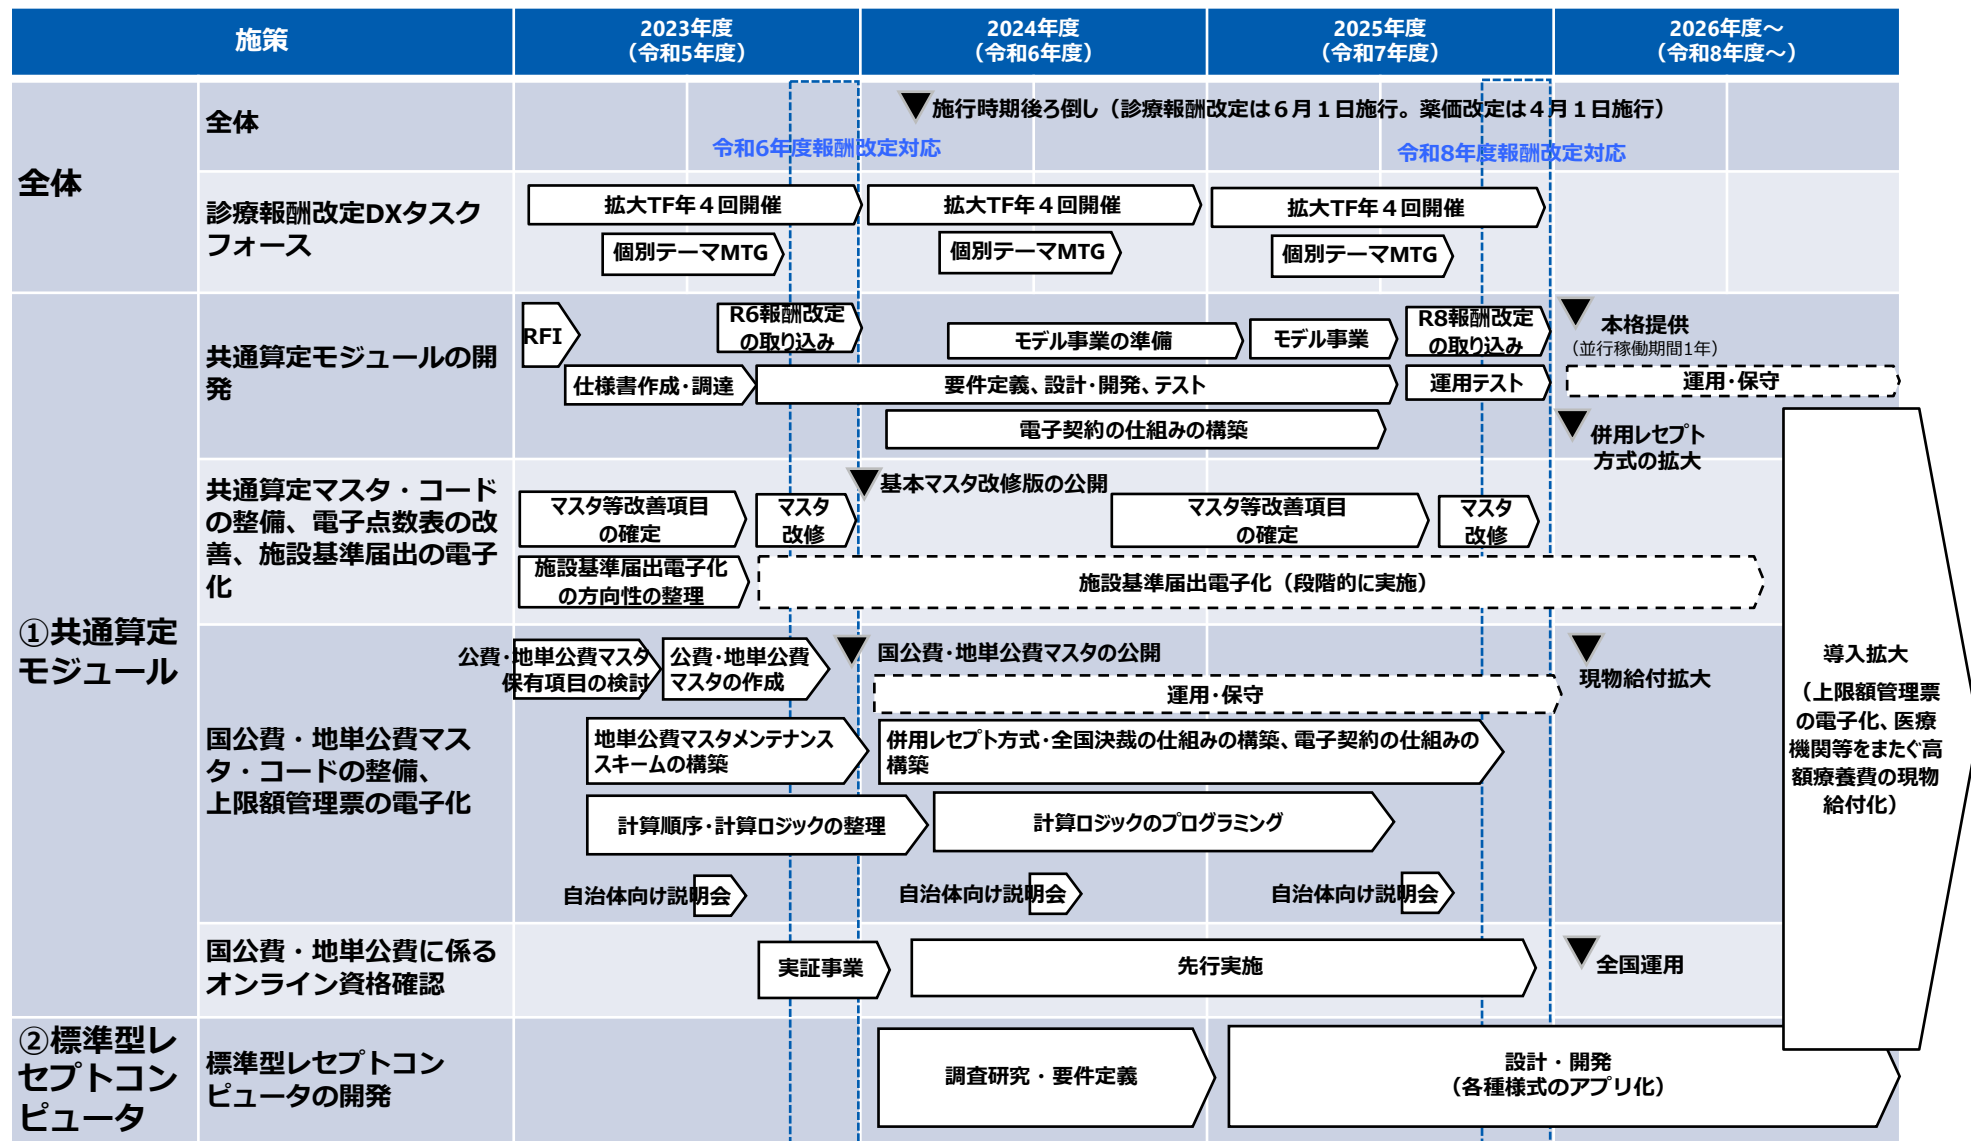 施策
2023年度
（令和5年度）
2024年度
（令和6年度）
2025年度
（令和7年度）
2026年度～
（令和8年度～）
全体
全体
▼施行時期後ろ倒し（診療報酬改定は６月１日施行。薬価改定は４月１日施行）
令和6年度報酬改定対応
令和8年度報酬改定対応
診療報酬改定DXタスク
フォース
拡大TF年４回開催
拡大TF年４回開催
拡大TF年４回開催
個別テーマMTG
個別テーマMTG
個別テーマMTG
①共通算定
モジュール
共通算定モジュールの開
発
RFI
R6報酬改定
の取り込み
モデル事業の準備
モデル事業
R8報酬改定
の取り込み
▼
本格提供
（並行稼働期間1年）
仕様書作成・調達
要件定義、設計・開発、テスト
運用テスト
運用・保守
電子契約の仕組みの構築
▼
併用レセプト
方式の拡大
共通算定マスタ・コード
の整備、電子点数表の改
善、施設基準届出の電子
化
マスタ等改善項目
の確定
マスタ
改修
▼基本マスタ改修版の公開
マスタ等改善項目
の確定
マスタ
改修
施設基準届出電子化
の方向性の整理
施設基準届出電子化（段階的に実施）
国公費・地単公費マス
タ・コードの整備、
上限額管理票の電子化
公費・地単公費マスタ
保有項目の検討
公費・地単公費
マスタの作成
▼
国公費・地単公費マスタの公開
運用・保守
▼
現物給付拡大
地単公費マスタメンテナンス
スキームの構築
併用レセプト方式・全国決裁の仕組みの構築、電子契約の仕組みの
構築
計算順序・計算ロジックの整理
計算ロジックのプログラミング
自治体向け説明会
自治体向け説明会
自治体向け説明会
国公費・地単公費に係る
オンライン資格確認
実証事業
先行実施
▼
全国運用
導入拡大
（上限額管理票
の電子化、医療
機関等をまたぐ高
額療養費の現物
給付化）
②標準型レ
セプトコン
ピュータ
標準型レセプトコン
ピュータの開発
調査研究・要件定義
設計・開発
（各種様式のアプリ化）